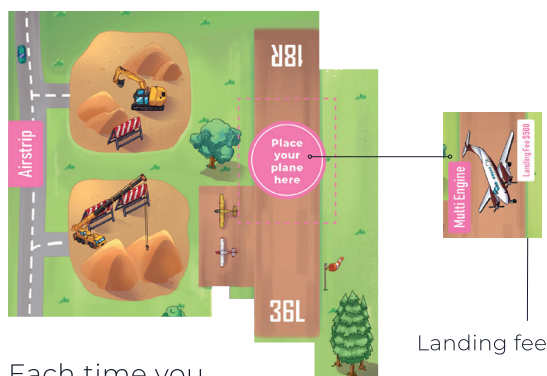 18R
Airstrip
Place
your
plane
here
Multi Engine
Landing Fee $500
36L
Landing fee
Each time you